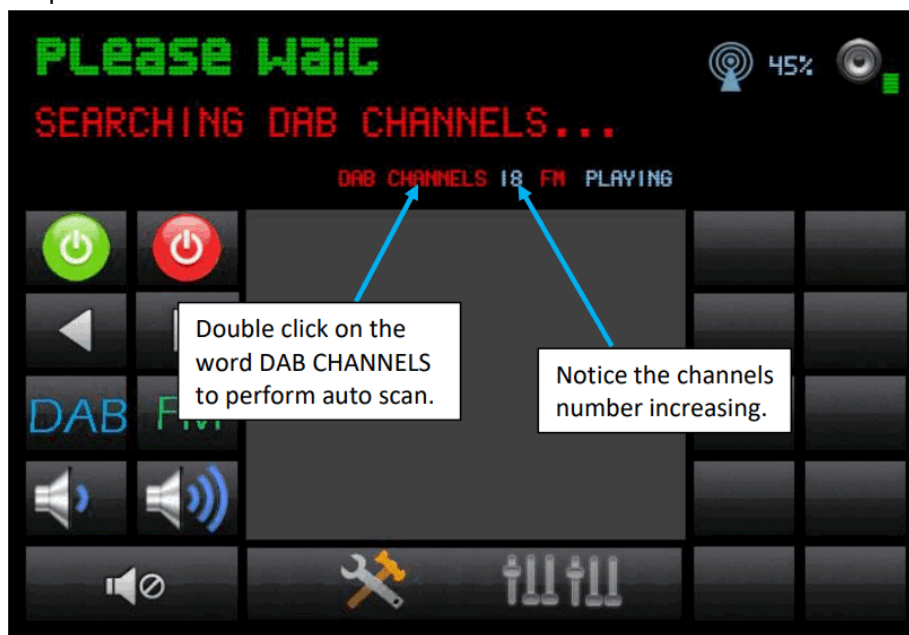 PLease Wait
45%
SEARCHING DAB CHANNELS...
DAB CHANNELS 18 FM PLAYING
Double click on the
word DAB CHANNELS
to perform auto scan.
Notice the channels
number increasing.
DAB FM